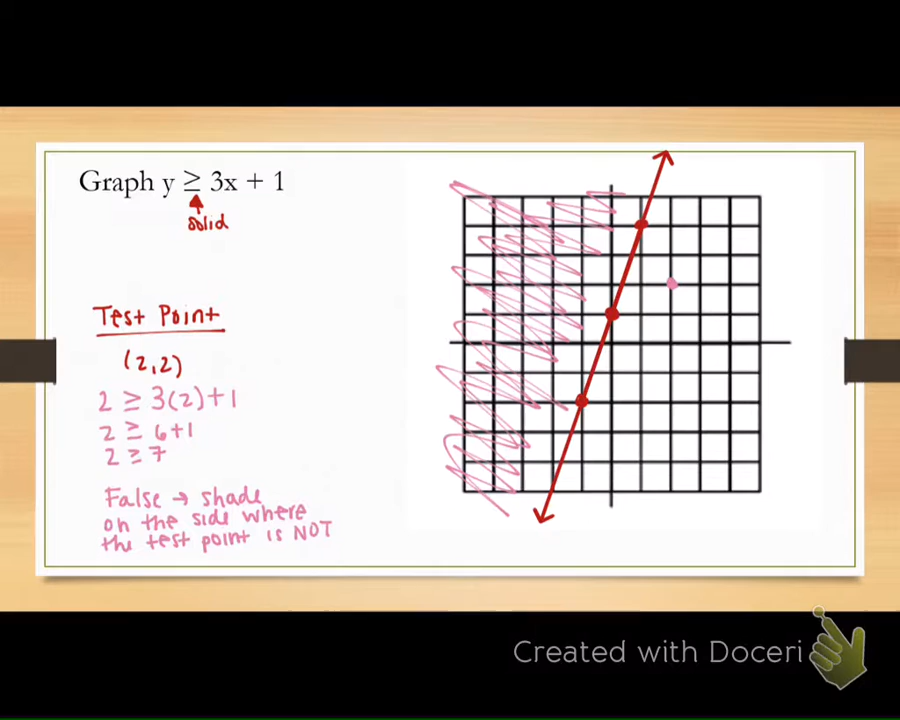 Graph y ≥ 3x + 1
solid
Test Point
(2,2)
2 ≥ 3(2)+1
2 ≥ 6+1
2 ≥ 7
False → shade
on the side where
the test point is NOT
Created with Doceri